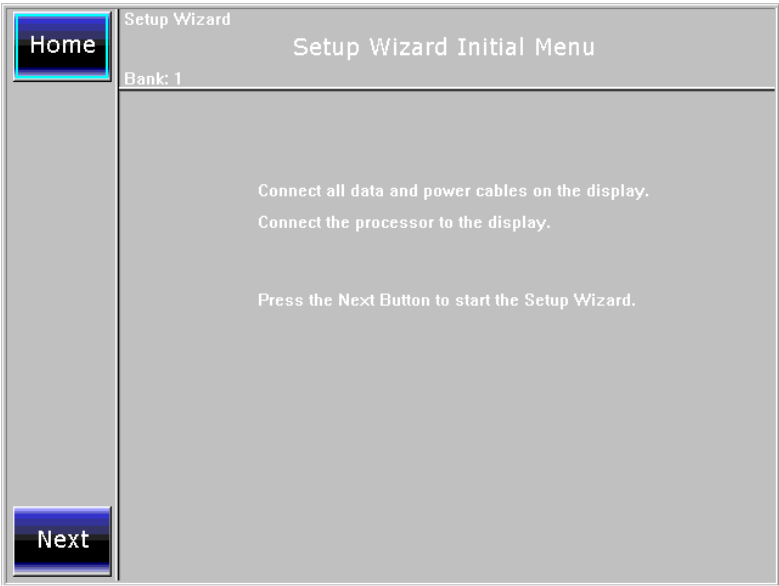 Home
Setup Wizard
Setup Wizard Initial Menu
Bank: 1
Connect all data and power cables on the display.
Connect the processor to the display.
Press the Next Button to start the Setup Wizard.
Next